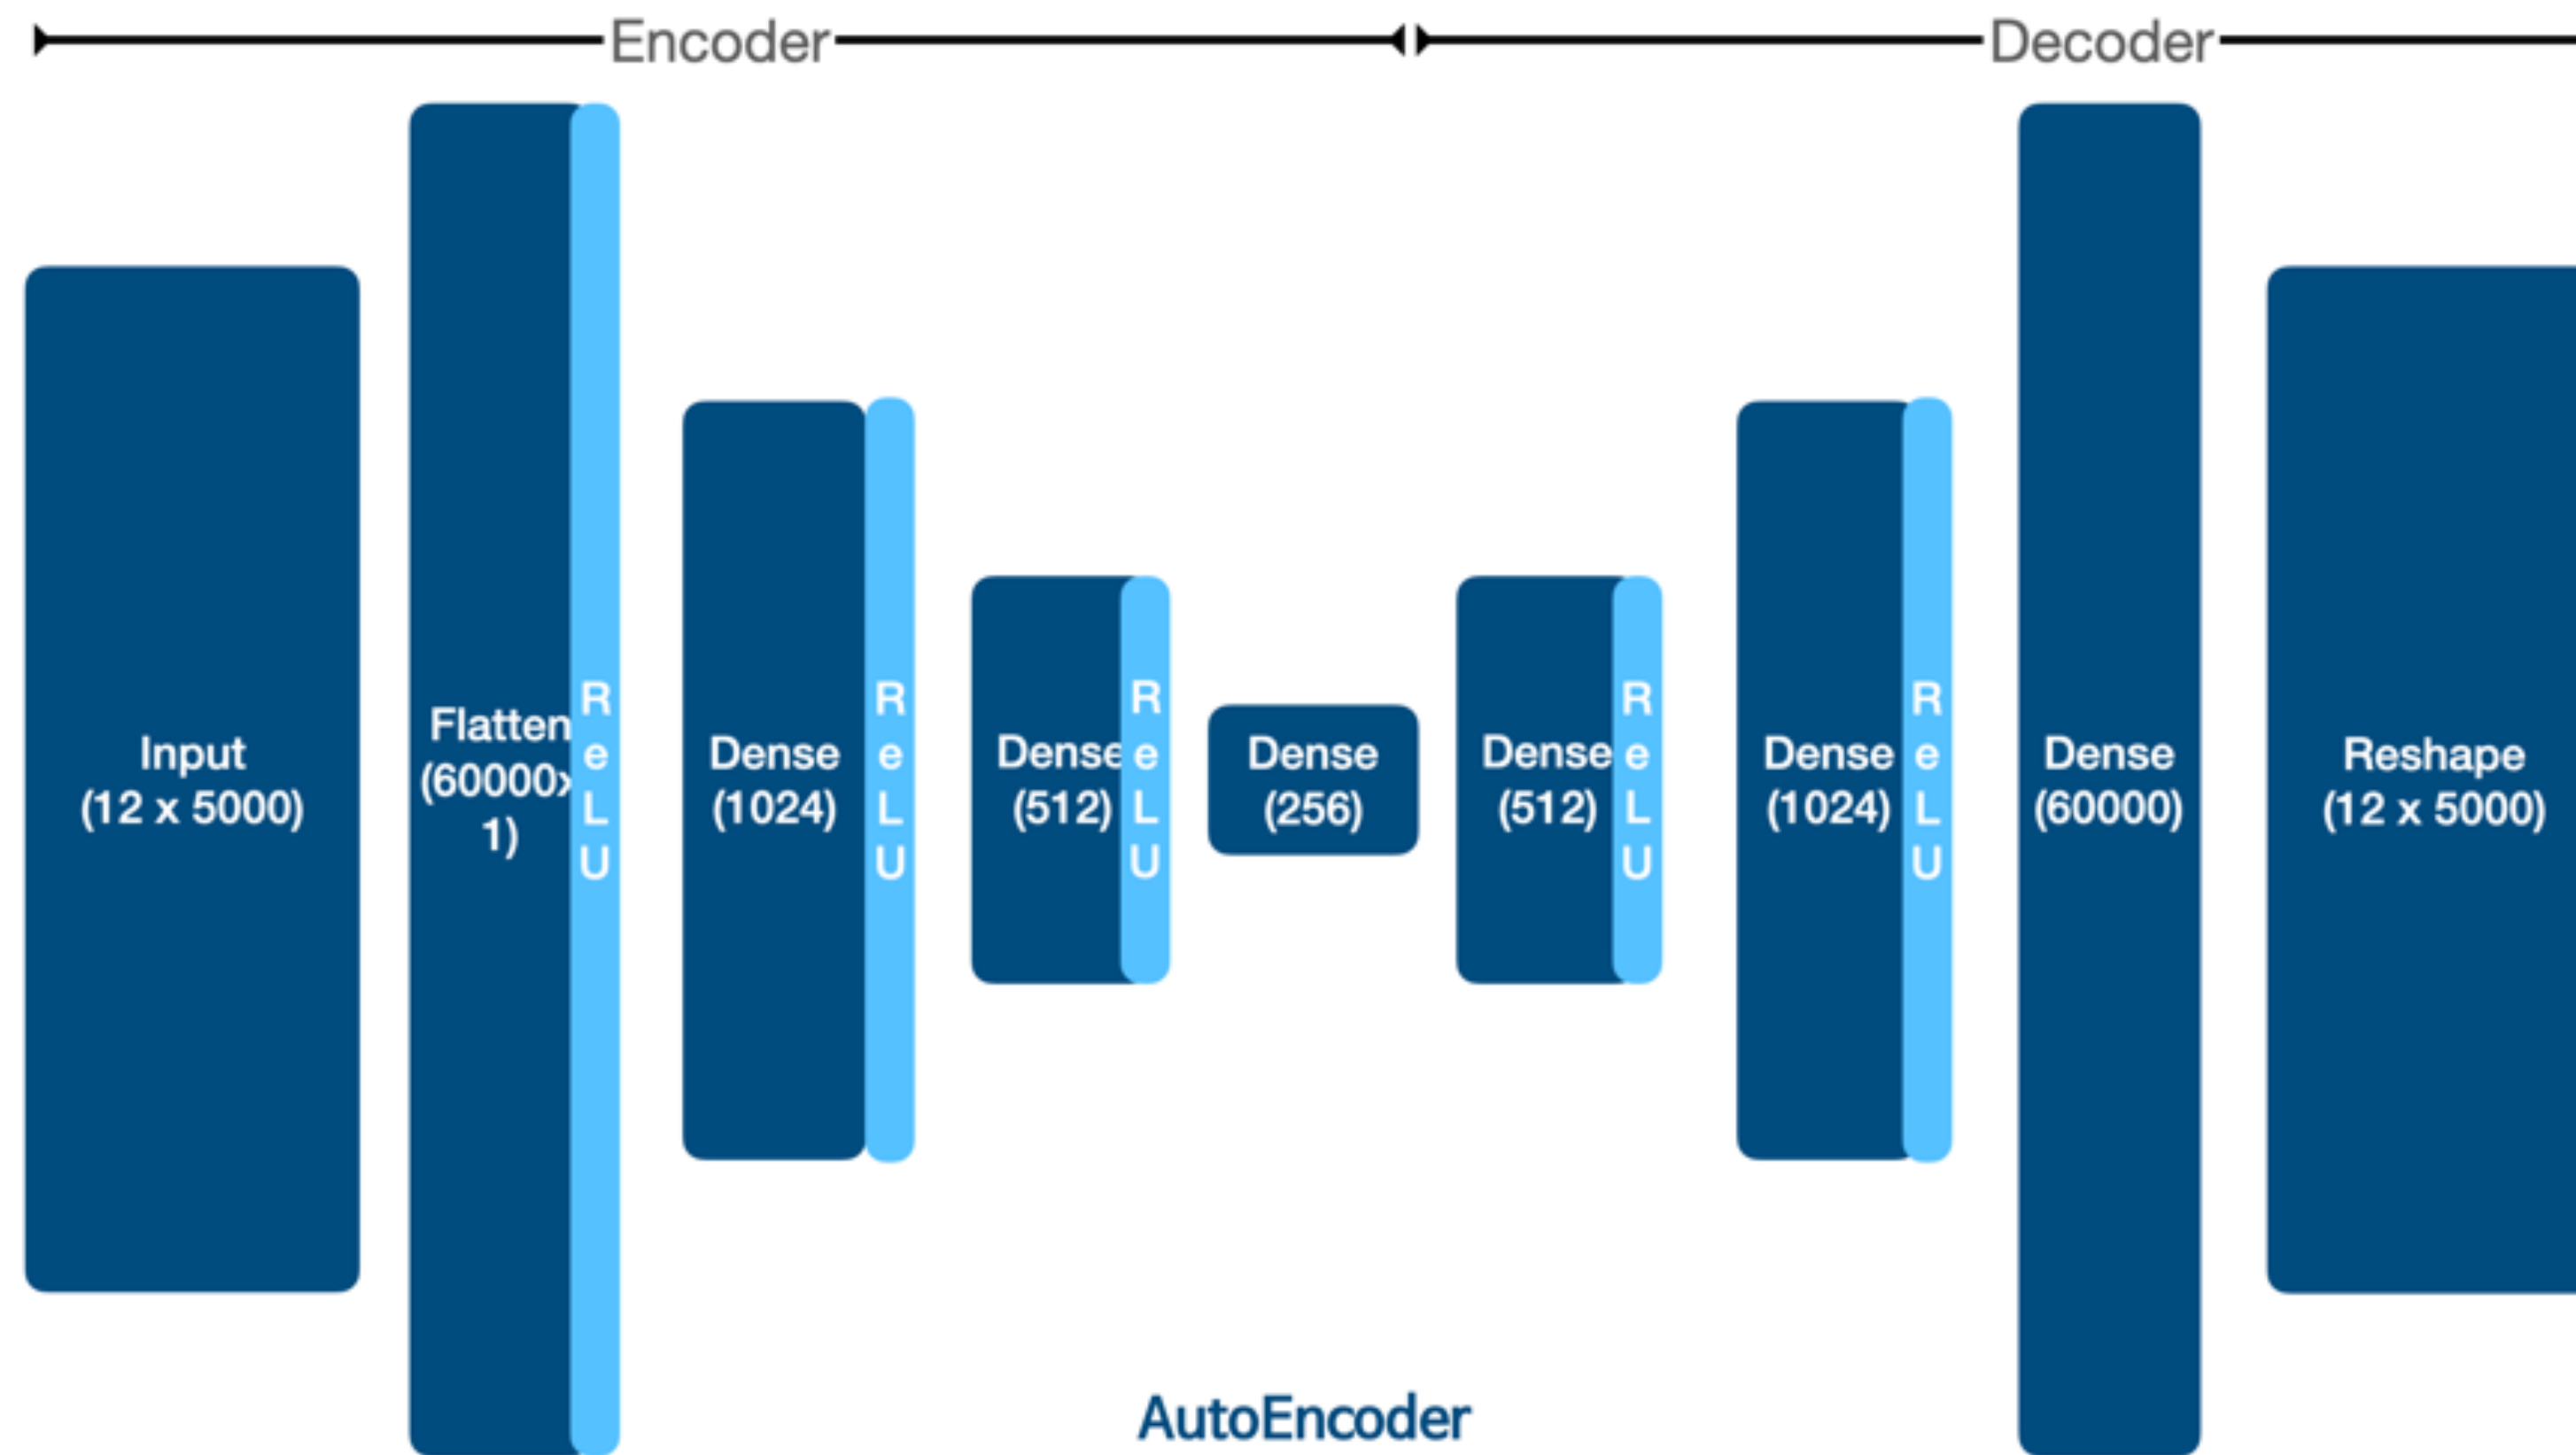 Encoder
Decoder
Input
(12 x 5000)
Flatten
(60000x
1)
R
e
L
U
Dense
(1024)
R
e
L
U
Dense
(512)
R
e
L
U
Dense
(256)
Dense
(512)
R
e
L
U
Dense
(1024)
R
e
L
U
Dense
(60000)
Reshape
(12 x 5000)
AutoEncoder